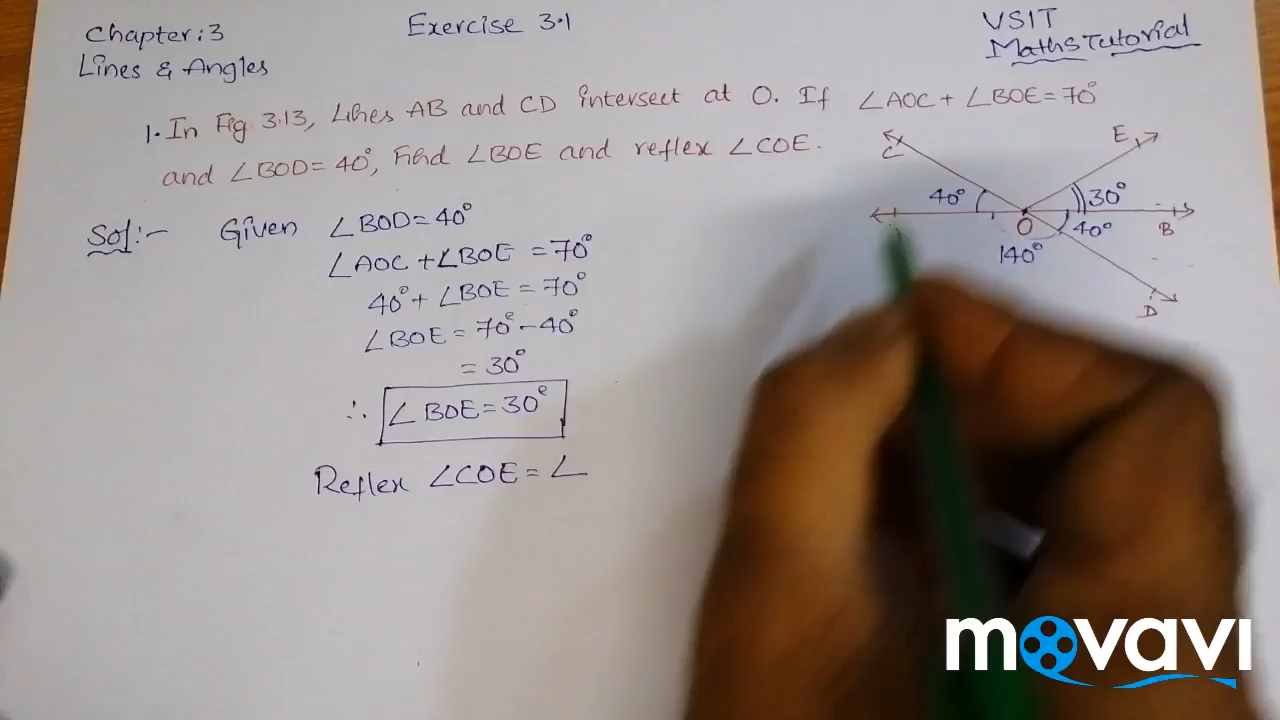 Chapter: 3
Lines & Angles
Exercise 3.1
VSIT
Maths Tutorial
1. In Fig 3.13, Lines AB and CD intersect at O. If ∠AOC + ∠BOE = 70°
and ∠BOD = 40°, Find ∠BOE and reflex ∠COE.
Sol:- Given ∠BOD = 40°
∠AOC + ∠BOE = 70°
40° + ∠BOE = 70°
∠BOE = 70° - 40°
= 30°
∴ ∠BOE = 30°
Reflex ∠COE = ∠
C
E
40°
30°
O
40°
B
140°
D
movavi